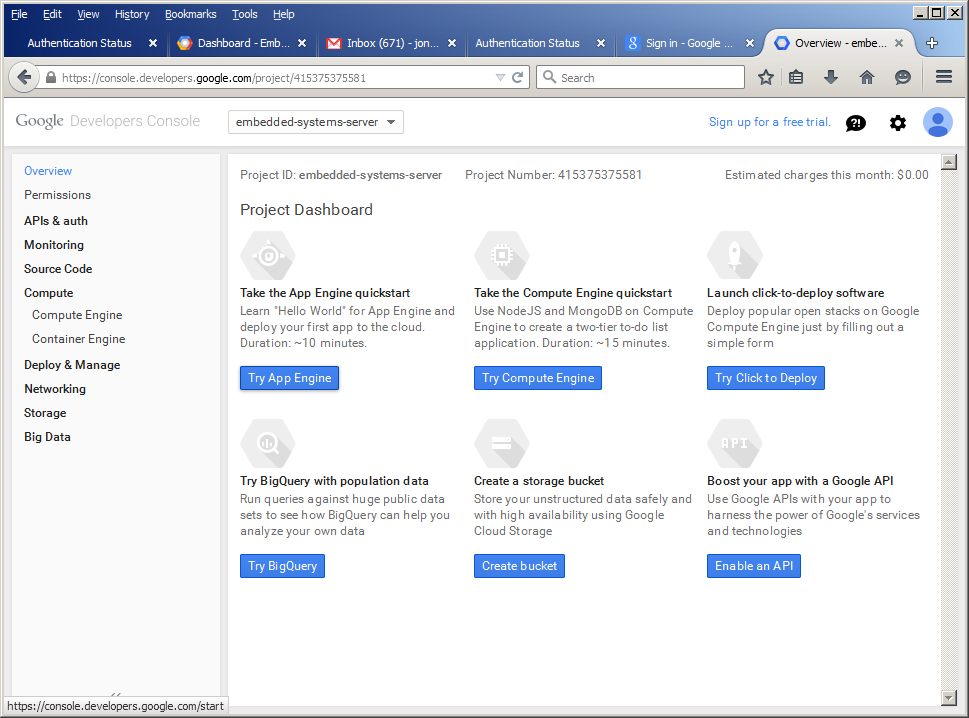 File Edit View History Bookmarks Tools Help
Authentication Status Dashboard - Emb... Inbox (671) - jon... Authentication Status Sign in - Google ... Overview - embe...
https://console.developers.google.com/project/415375375581 Search
Google Developers Console embedded-systems-server Sign up for a free trial.
Overview
Permissions
APIs & auth
Monitoring
Source Code
Compute
Compute Engine
Container Engine
Deploy & Manage
Networking
Storage
Big Data
Project ID: embedded-systems-server Project Number: 415375375581 Estimated charges this month: $0.00
Project Dashboard
Take the App Engine quickstart
Learn "Hello World" for App Engine and
deploy your first app to the cloud.
Duration: ~10 minutes.
Try App Engine
Take the Compute Engine quickstart
Use NodeJS and MongoDB on Compute
Engine to create a two-tier to-do list
application. Duration: ~15 minutes.
Try Compute Engine
Launch click-to-deploy software
Deploy popular open stacks on Google
Compute Engine just by filling out a
simple form
Try Click to Deploy
Try BigQuery with population data
Run queries against huge public data
sets to see how BigQuery can help you
analyze your own data
Try BigQuery
Create a storage bucket
Store your unstructured data safely and
with high availability using Google
Cloud Storage
Create bucket
API
Boost your app with a Google API
Use Google APIs with your app to
harness the power of Google's services
and technologies
Enable an API
https://console.developers.google.com/start